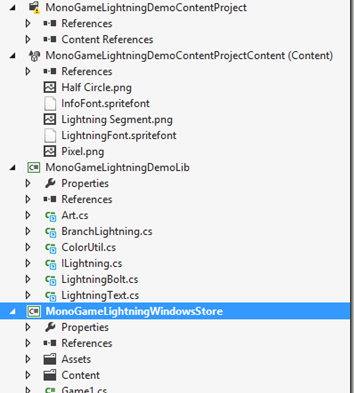 MonoGameLightningDemoContentProject
References
Content References
MonoGameLightningDemoContentProjectContent (Content)
References
Half Circle.png
InfoFont.spritefont
Lightning Segment.png
LightningFont.spritefont
Pixel.png
C# MonoGameLightningDemoLib
Properties
References
C# Art.cs
C# BranchLightning.cs
C# ColorUtil.cs
C# ILightning.cs
C# LightningBolt.cs
C# LightningText.cs
C# MonoGameLightningWindowsStore
Properties
References
Assets
Content
C# Game1.cs